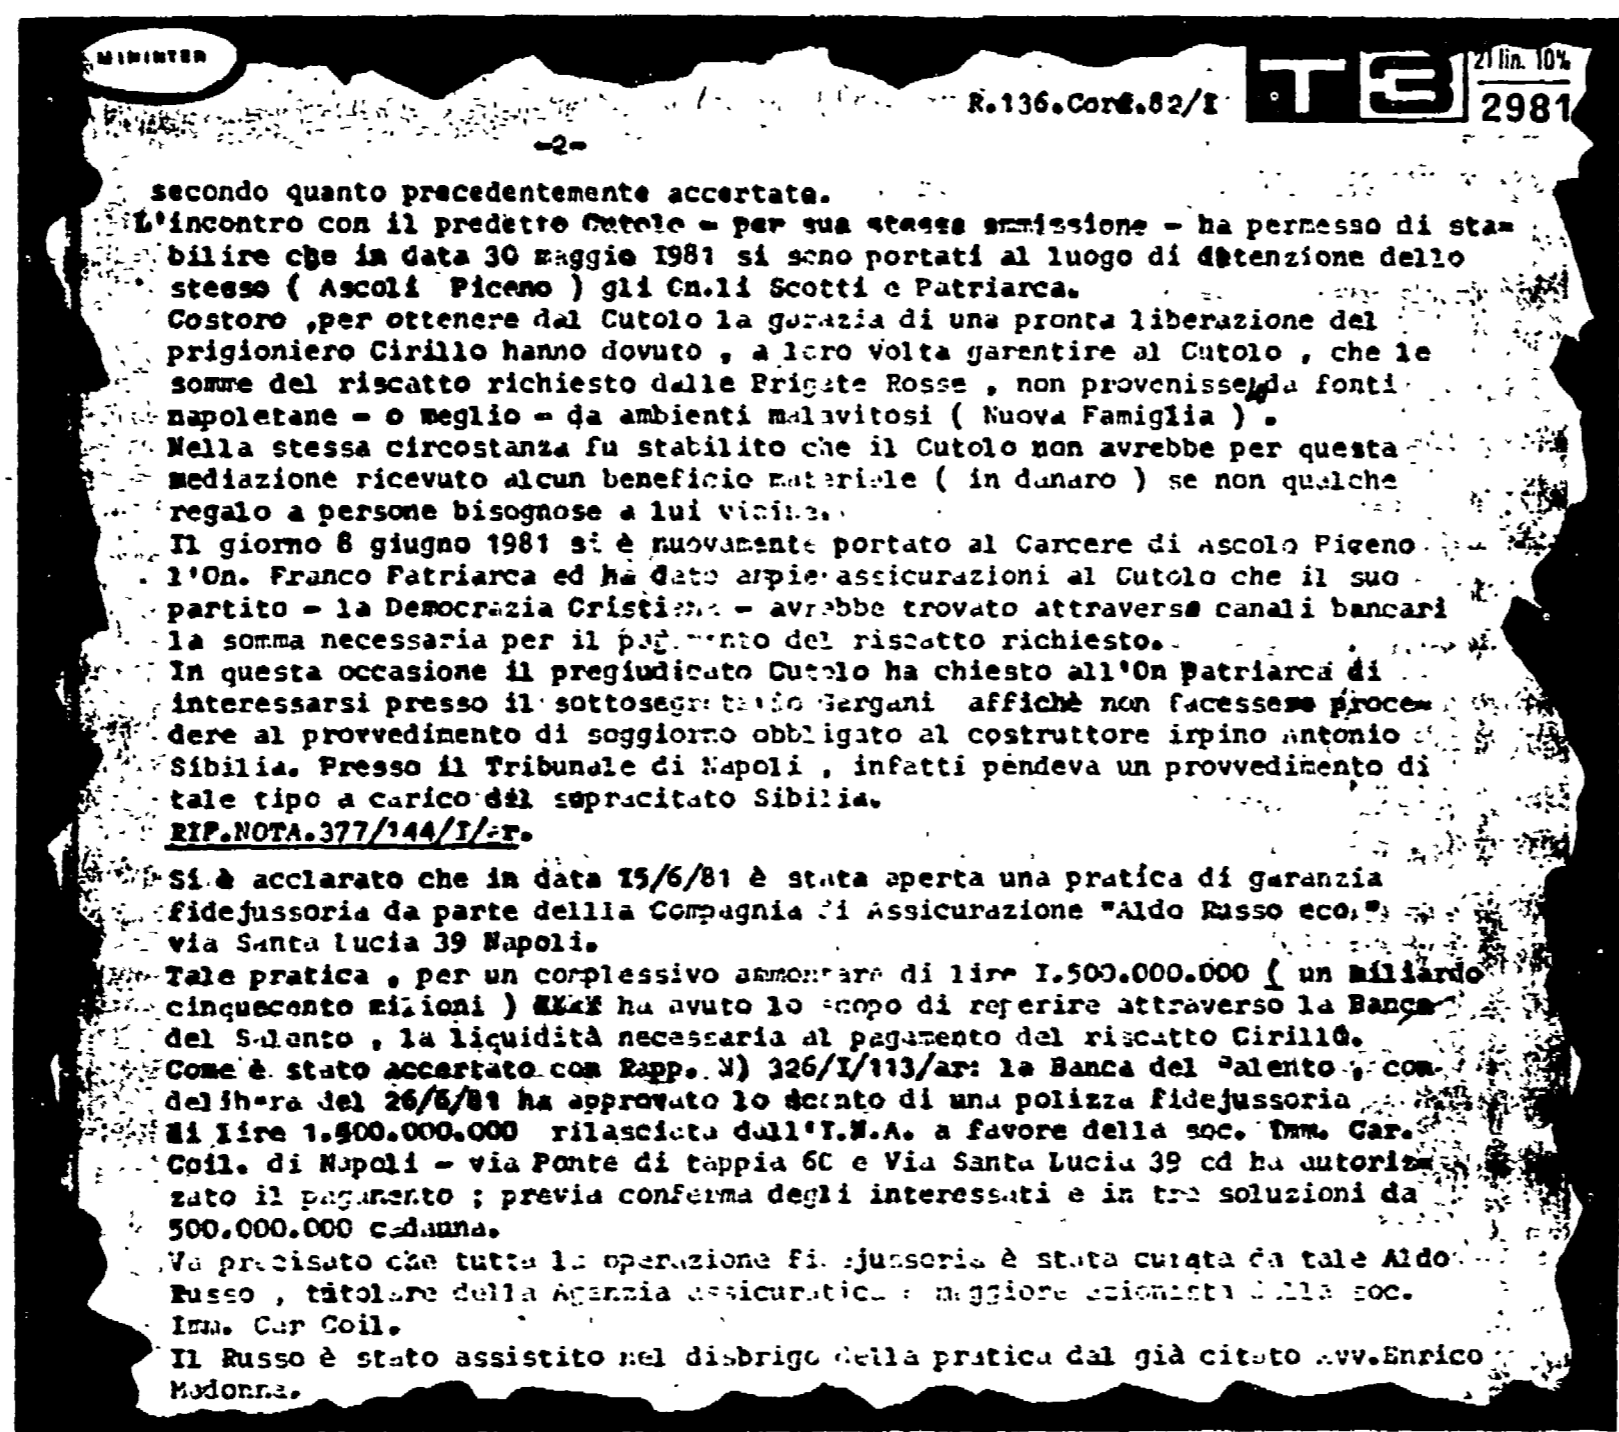 MININTER
T3
21 lin. 10%
2981
R.136.Conf.82/I
-2-
secondo quanto precedentemente accertato.
L'incontro con il predetto Cutolo - per sua stessa ammissione - ha permesso di sta=
bilire che in data 30 maggio 1981 si sono portati al luogo di detenzione dello
stesso ( Ascoli Piceno ) gli On.li Scotti e Patriarca.
Costoro ,per ottenere dal Cutolo la garazia di una pronta liberazione del
prigioniero Cirillo hanno dovuto , a loro volta garentire al Cutolo , che le
somme del riscatto richiesto dalle Brigate Rosse , non provenisse da fonti
napoletane - o meglio - da ambienti malavitosi ( Nuova Famiglia ) .
Nella stessa circostanza fu stabilito che il Cutolo non avrebbe per questa
mediazione ricevuto alcun beneficio materiale ( in danaro ) se non qualche
regalo a persone bisognose a lui vicine.
Il giorno 8 giugno 1981 si è nuovamente portato al Carcere di Ascolo Piceno
l'On. Franco Patriarca ed ha dato ampie assicurazioni al Cutolo che il suo
partito - la Democrazia Cristiana - avrebbe trovato attraverso canali bancari
la somma necessaria per il pagamento del riscatto richiesto.
In questa occasione il pregiudicato Cutolo ha chiesto all'On Patriarca di
interessarsi presso il sottosegretario Gargani affichè non facessero proce=
dere al provvedimento di soggiorno obbligato al costruttore irpino Antonio
Sibilia. Presso il Tribunale di Napoli , infatti pendeva un provvedimento di
tale tipo a carico del sopracitato Sibilia.
RIF.NOTA.377/144/I/ar.
Si è acclarato che in data I5/6/81 è stata aperta una pratica di garanzia
fidejussoria da parte dellla Compagnia di Assicurazione "Aldo Russo eco."
via Santa Lucia 39 Napoli.
Tale pratica , per un complessivo ammontare di lire I.500.000.000 ( un miliardo
cinquecento milioni ) ha avuto lo scopo di reperire attraverso la Banca
del Salento , la liquidità necessaria al pagamento del riscatto Cirillo.
Come è stato accertato con Rapp. N) 326/I/113/ar: la Banca del Salento , con
delibera del 26/6/81 ha approvato lo sconto di una polizza fidejussoria
di lire 1.500.000.000 rilasciata dall'I.N.A. a favore della soc. Imm. Car.
Coil. di Napoli - via Ponte di tappia 60 e Via Santa Lucia 39 ed ha autoriz=
zato il pagamento ; previa conferma degli interessati e in tre soluzioni da
500.000.000 cadauna.
Va precisato che tutta la operazione fidejussoria è stata curata da tale Aldo
Russo , titolare della Agenzia assicuratica e maggiore azionista della soc.
Imm. Car Coil.
Il Russo è stato assistito nel disbrigo della pratica dal già citato Avv.Enrico
Madonna.